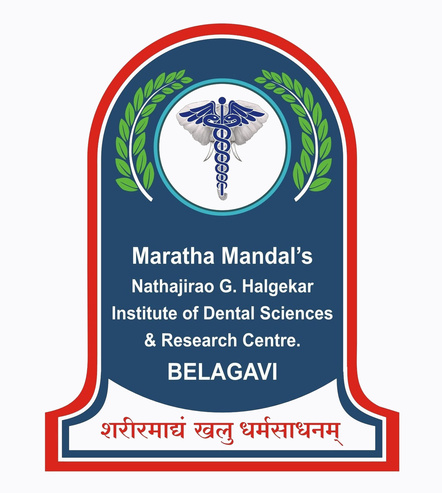 Maratha Mandal's
Nathajirao G. Halgekar
Institute of Dental Sciences
& Research Centre.
BELAGAVI
शरीरमाद्यं खलु धर्मसाधनम्